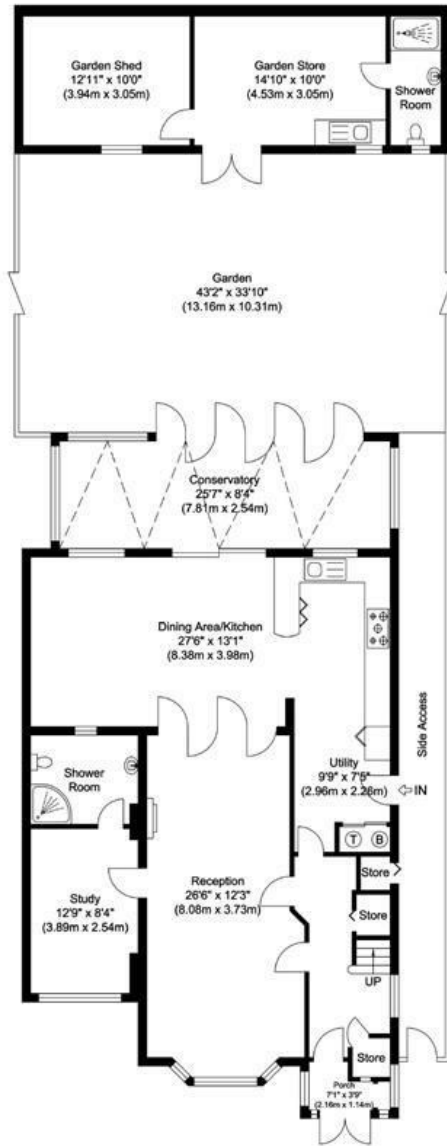 Garden Shed
12'11" x 10'0"
(3.94m x 3.05m)
Garden Store
14'10" x 10'0"
(4.53m x 3.05m)
Shower
Room
Garden
43'2" x 33'10"
(13.16m x 10.31m)
Conservatory
25'7" x 8'4"
(7.81m x 2.54m)
Dining Area/Kitchen
27'6" x 13'1"
(8.38m x 3.98m)
Side Access
Utility
9'9" x 7'5"
(2.96m x 2.26m)
IN
Shower
Room
T
B
Store
Store
Study
12'9" x 8'4"
(3.89m x 2.54m)
Reception
26'6" x 12'3"
(8.08m x 3.73m)
UP
Store
Porch
7'1" x 3'9"
(2.16m x 1.14m)